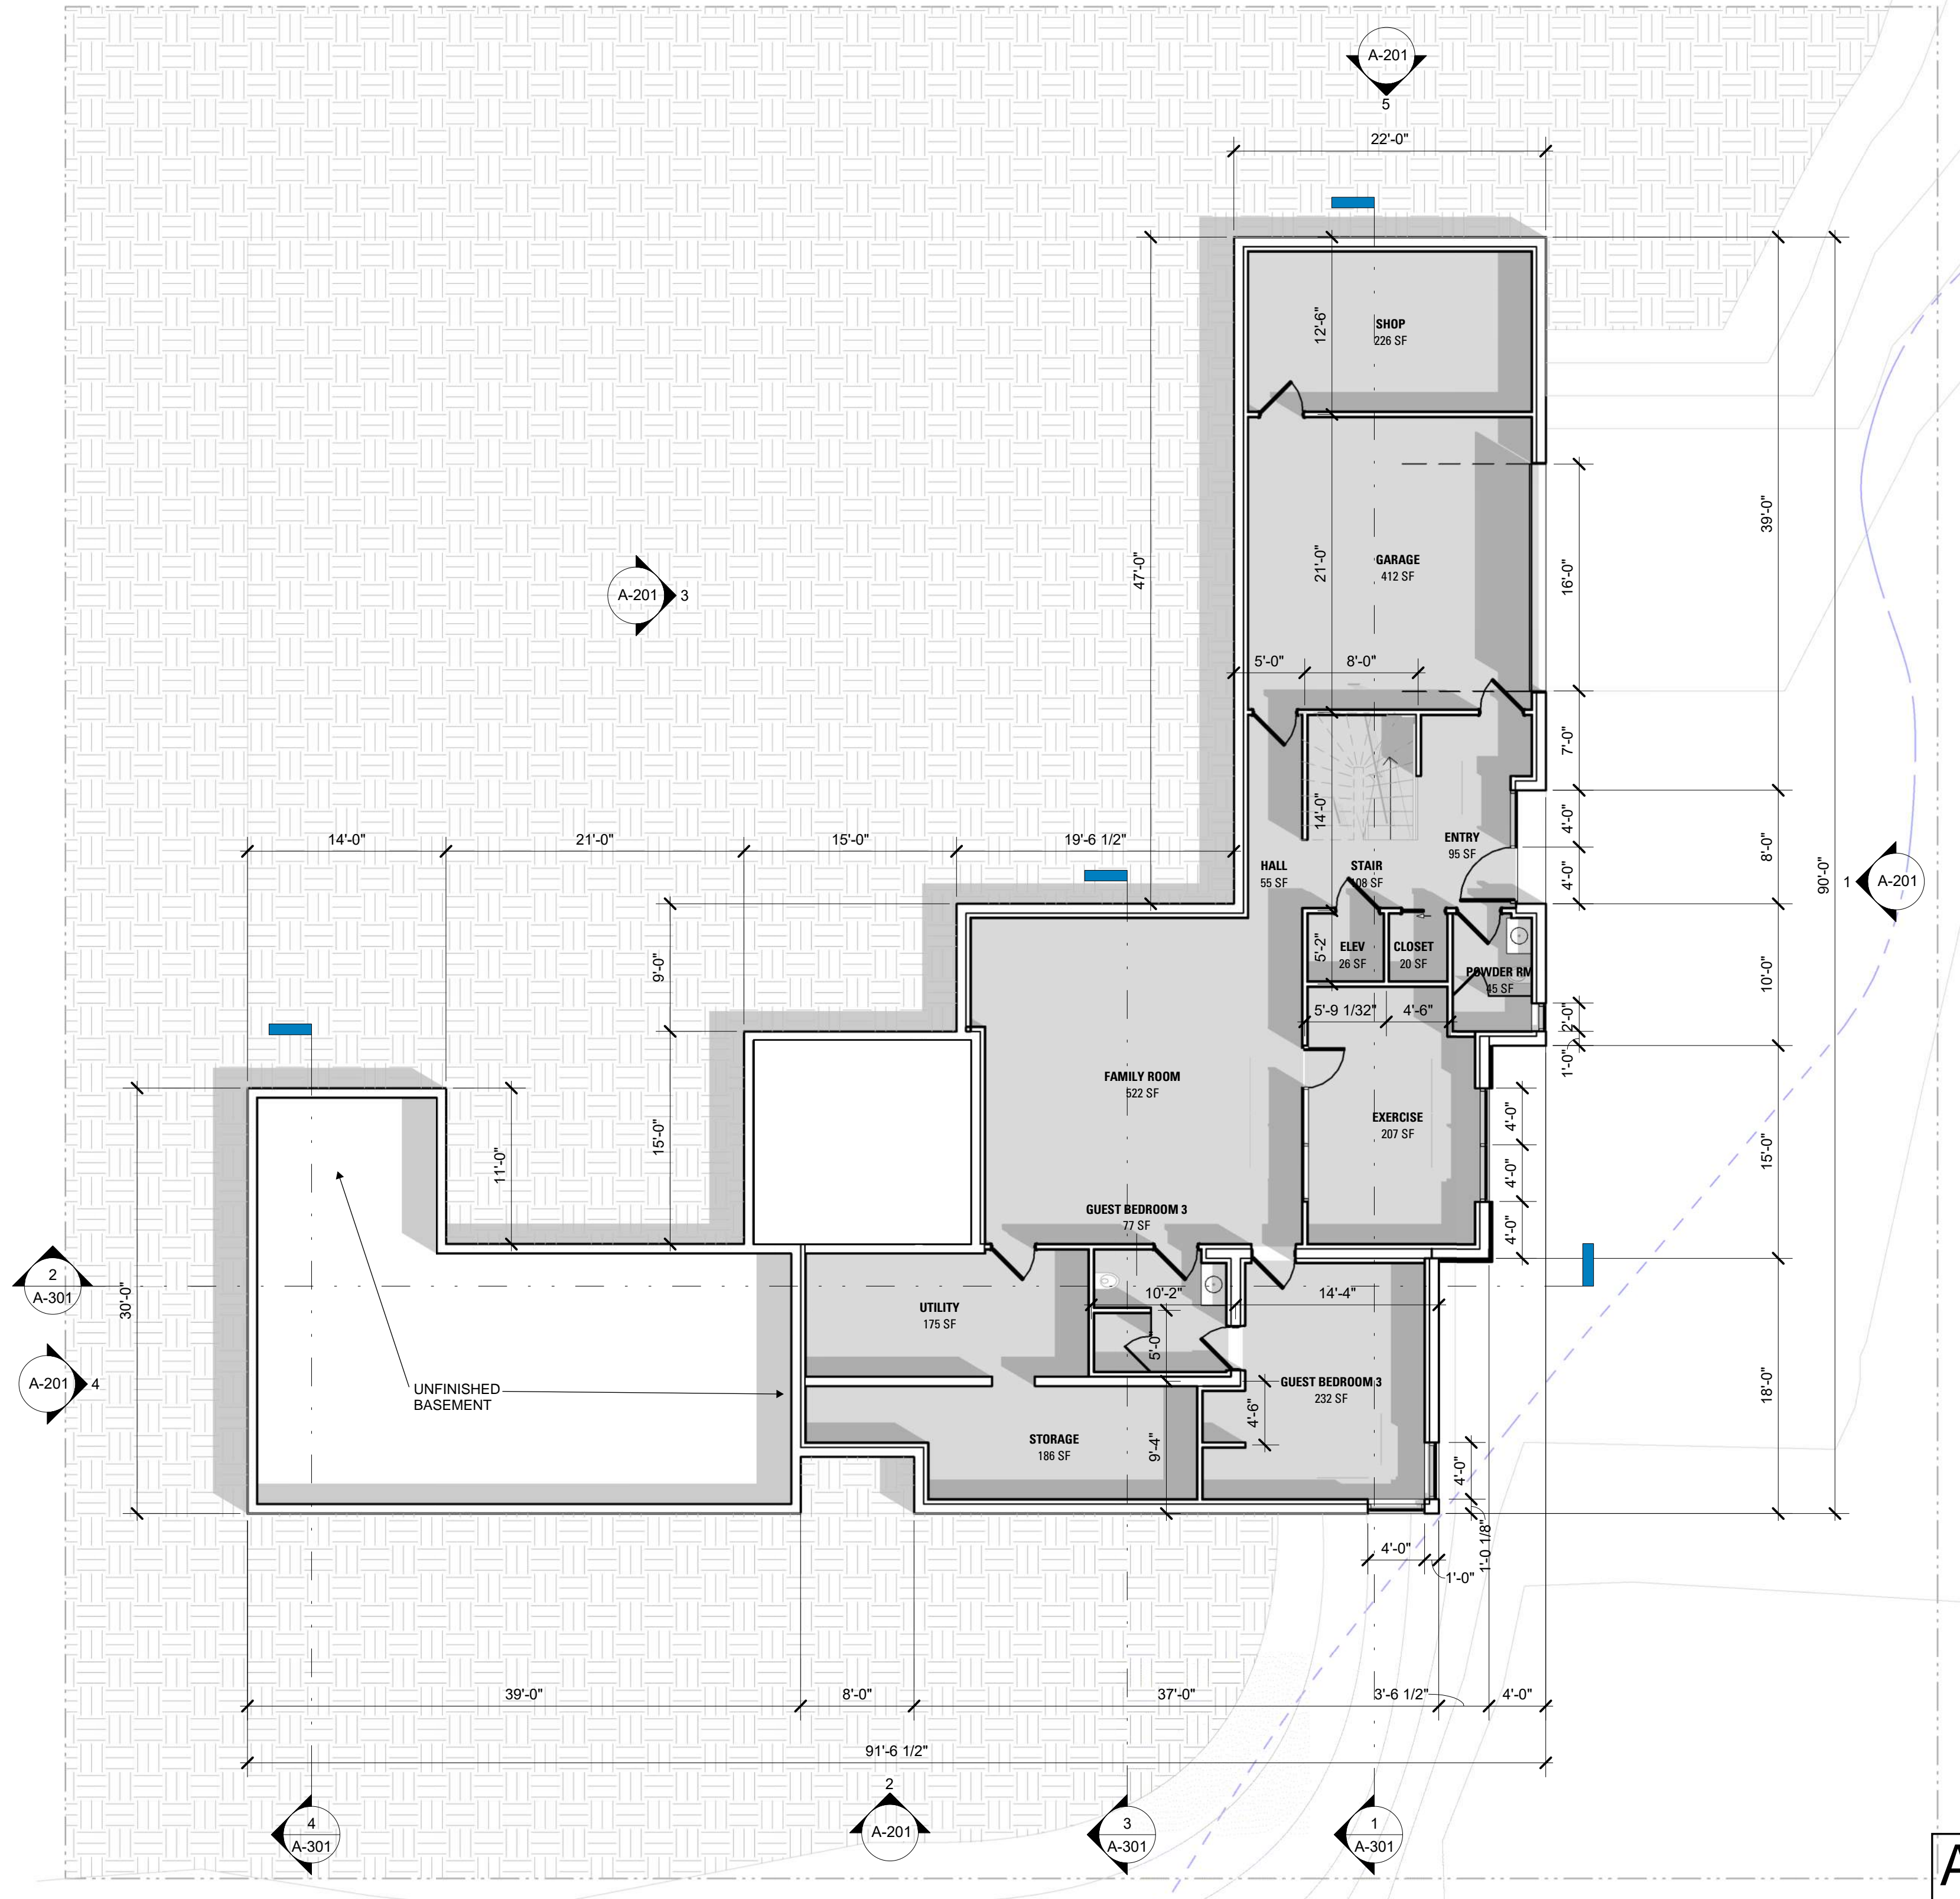 A-201
5
22'-0"
12'-6"
SHOP
226 SF
47'-0"
39'-0"
A-201
3
21'-0"
GARAGE
412 SF
16'-0"
5'-0"
8'-0"
7'-0"
14'-0"
14'-0"
21'-0"
15'-0"
19'-6 1/2"
ENTRY
95 SF
4'-0"
4'-0"
8'-0"
90'-0"
1
A-201
HALL
55 SF
STAIR
108 SF
9'-0"
5'-2"
ELEV
26 SF
CLOSET
20 SF
POWDER RM
45 SF
10'-0"
2'-0"
1'-0"
5'-9 1/32"
4'-6"
FAMILY ROOM
522 SF
EXERCISE
207 SF
4'-0"
4'-0"
4'-0"
15'-0"
11'-0"
15'-0"
GUEST BEDROOM 3
77 SF
2
A-301
30'-0"
UTILITY
175 SF
10'-2"
14'-4"
5'-0"
A-201
4
UNFINISHED
BASEMENT
GUEST BEDROOM 3
232 SF
18'-0"
4'-6"
STORAGE
186 SF
9'-4"
4'-0"
1'-0 1/8"
4'-0"
1'-0"
39'-0"
8'-0"
37'-0"
3'-6 1/2"
4'-0"
91'-6 1/2"
4
A-301
2
A-201
3
A-301
1
A-301
A